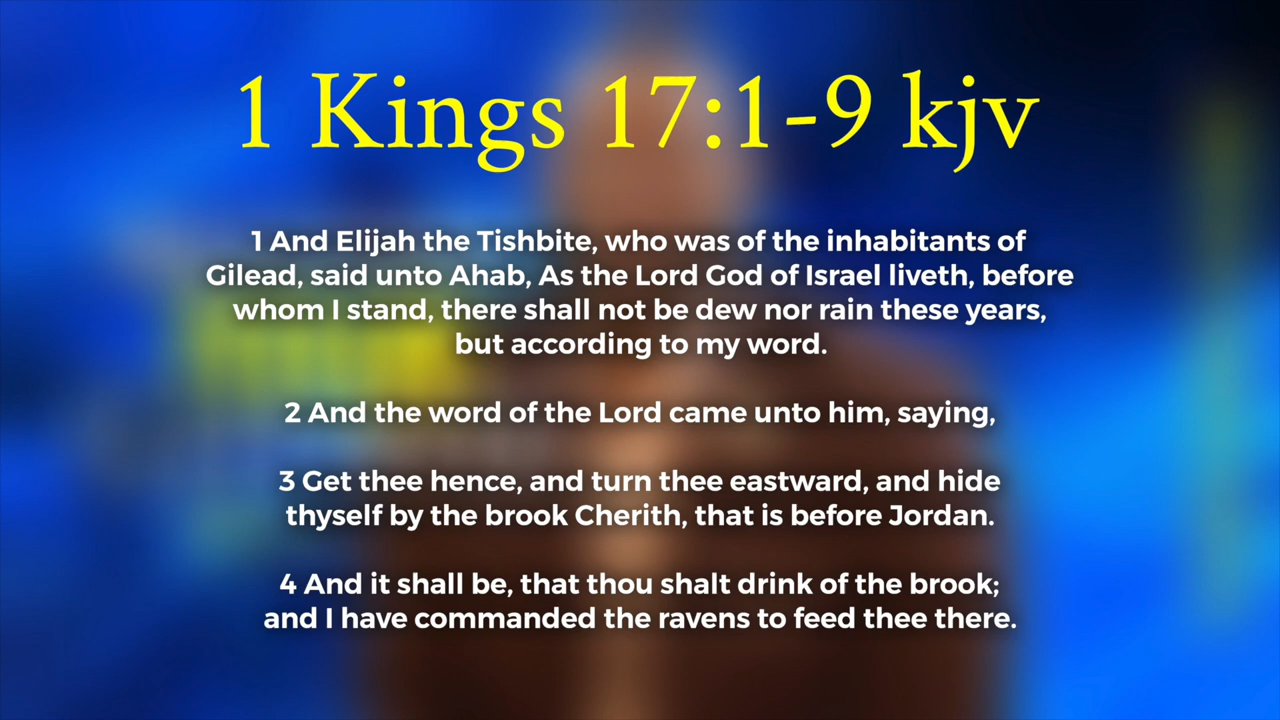 1 Kings 17:1-9 kjv
1 And Elijah the Tishbite, who was of the inhabitants of
Gilead, said unto Ahab, As the Lord God of Israel liveth, before
whom I stand, there shall not be dew nor rain these years,
but according to my word.
2 And the word of the Lord came unto him, saying,
3 Get thee hence, and turn thee eastward, and hide
thyself by the brook Cherith, that is before Jordan.
4 And it shall be, that thou shalt drink of the brook;
and I have commanded the ravens to feed thee there.